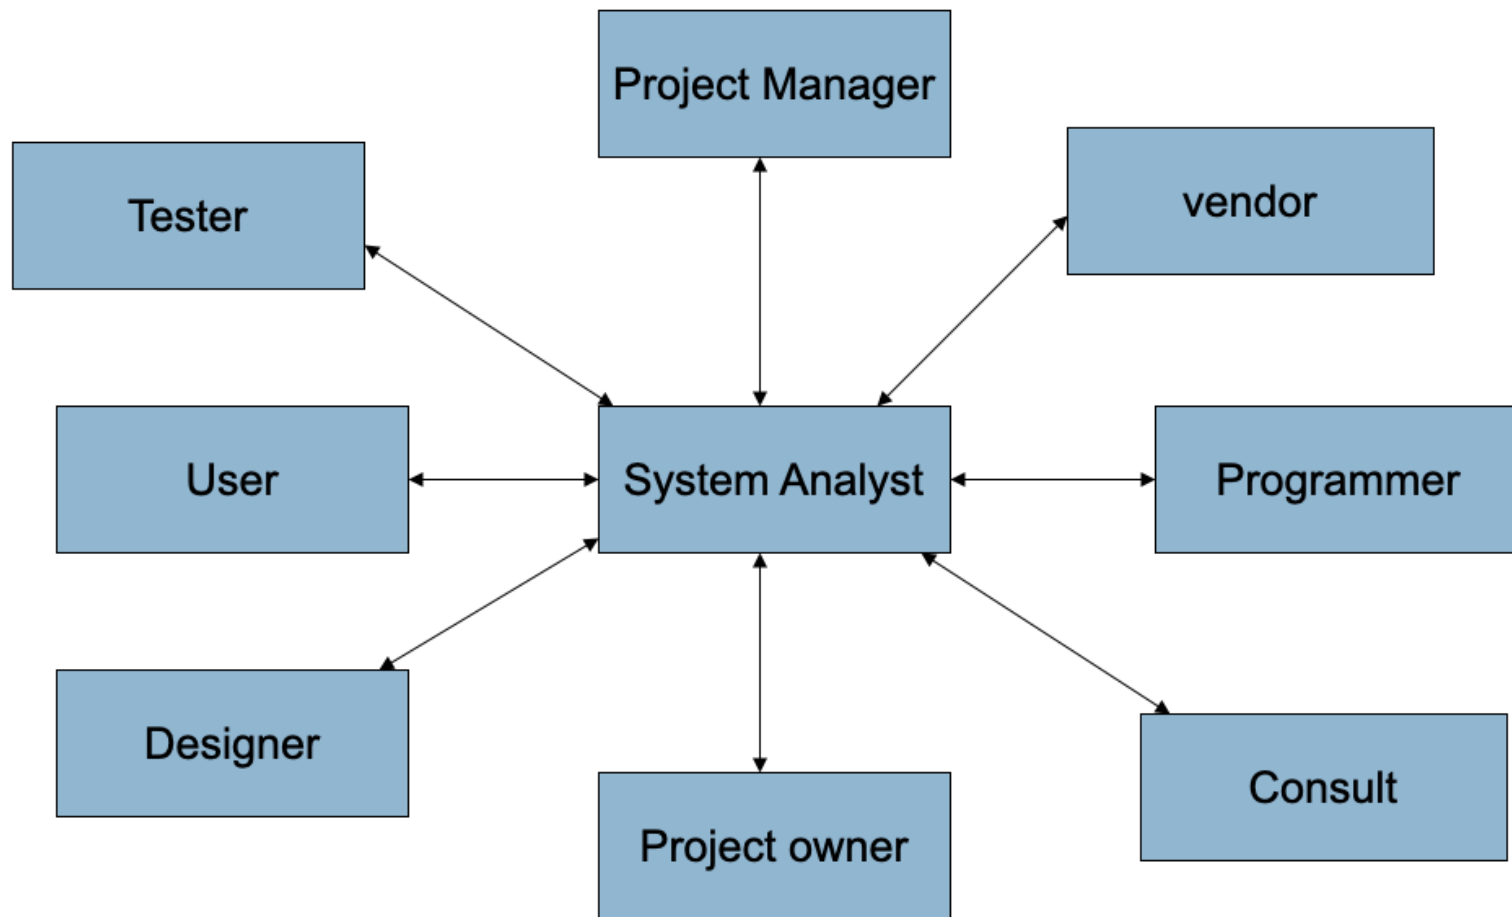 Project Manager
Tester
vendor
User
System Analyst
Programmer
Designer
Consult
Project owner